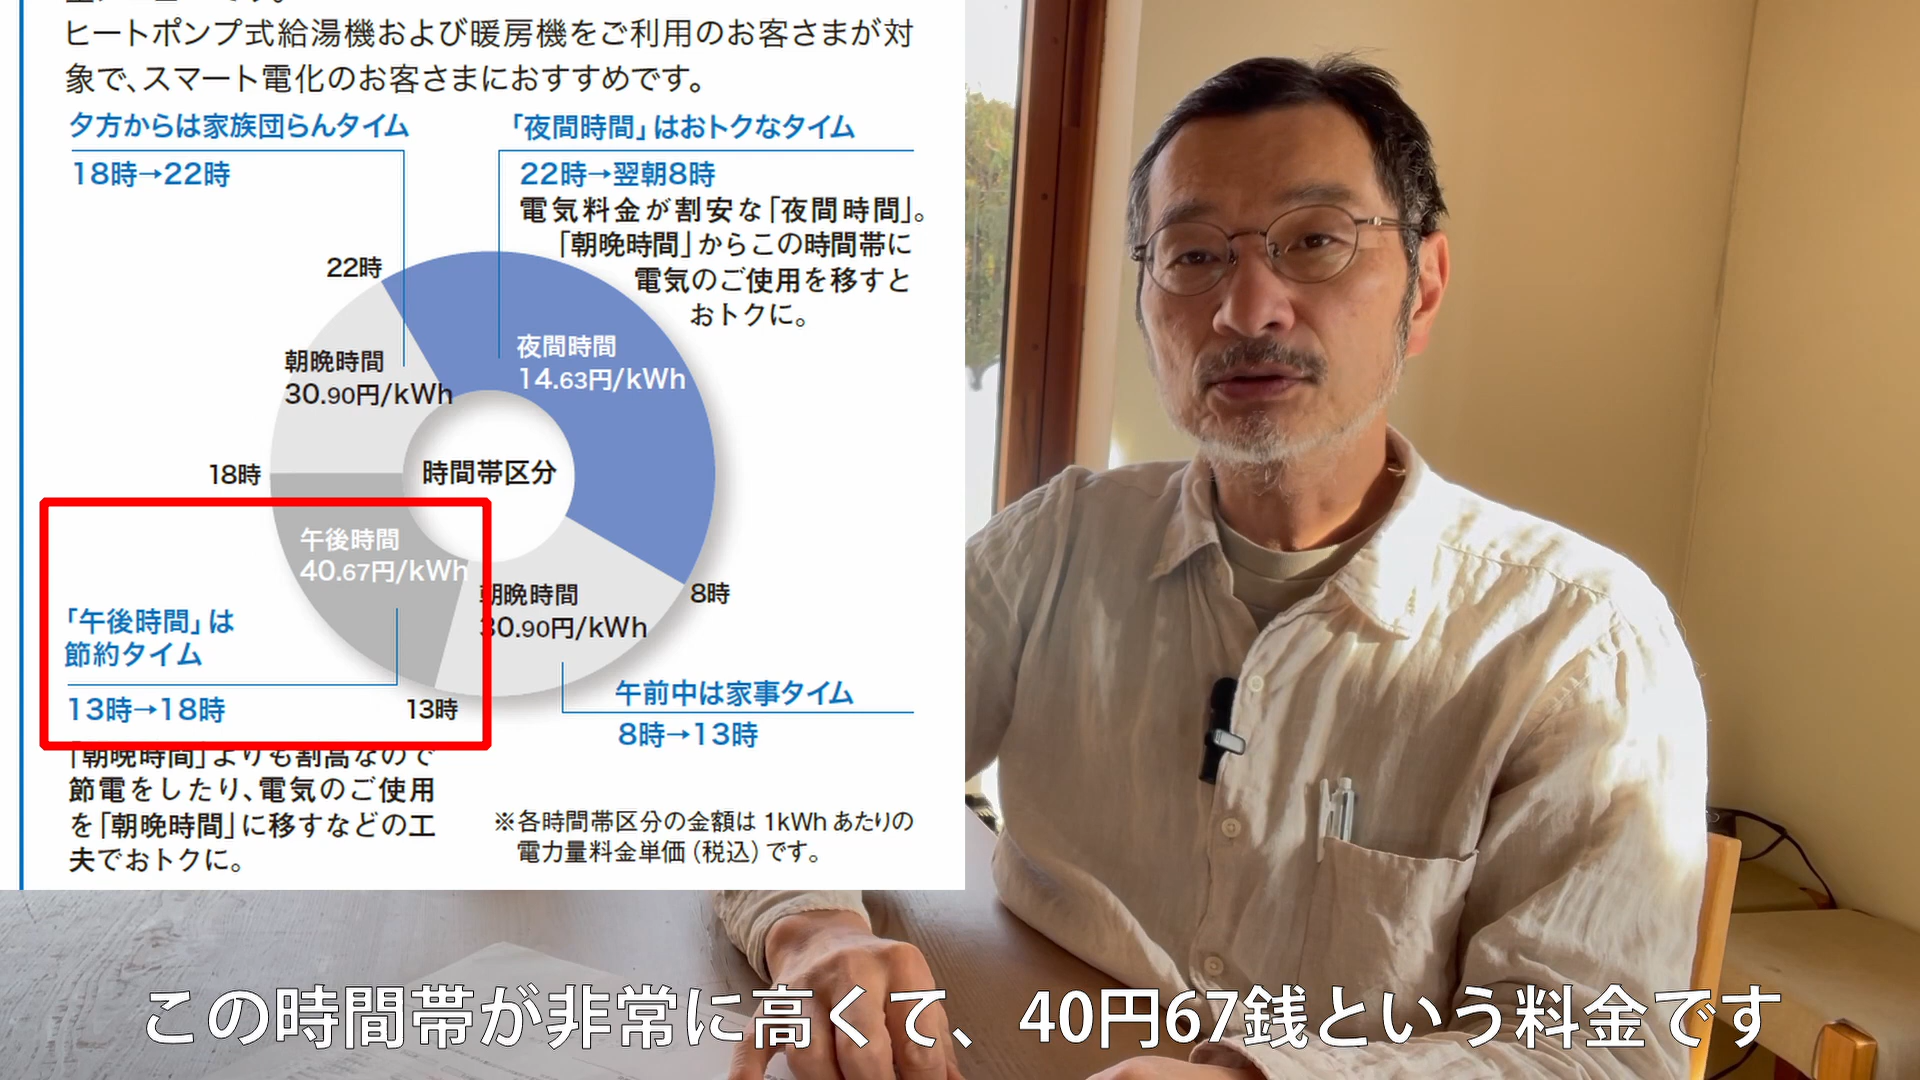 ヒートポンプ式給湯機および暖房機をご利用のお客さまが対
象で、スマート電化のお客さまにおすすめです。
夕方からは家族団らんタイム
18時→22時
「夜間時間」はおトクなタイム
22時→翌朝8時
電気料金が割安な「夜間時間」。
「朝晩時間」からこの時間帯に
電気のご使用を移すと
おトクに。
22時
朝晩時間
30.90円/kWh
夜間時間
14.63円/kWh
18時
時間帯区分
午後時間
40.67円/kWh
朝晩時間
30.90円/kWh
8時
「午後時間」は
節約タイム
13時→18時
13時
午前中は家事タイム
8時→13時
「朝晩時間」よりも割高なので
節電をしたり、電気のご使用
を「朝晩時間」に移すなどの工
夫でおトクに。
※各時間帯区分の金額は 1kWh あたりの
電力量料金単価(税込)です。
この時間帯が非常に高くて、40円67銭という料金です